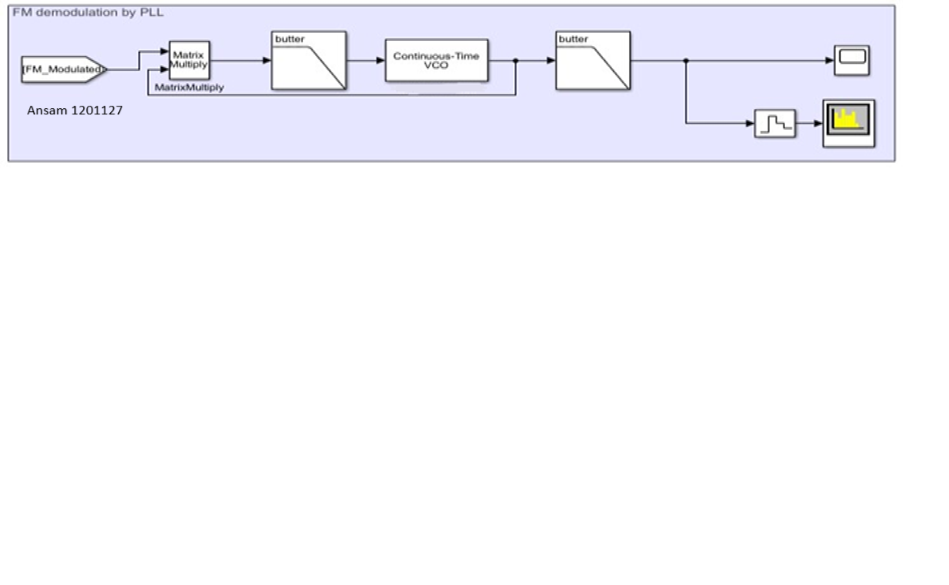 FM demodulation by PLL
[FM_Modulated>
Matrix
Multiply
MatrixMultiply
butter
Continuous-Time
VCO
butter
Ansam 1201127